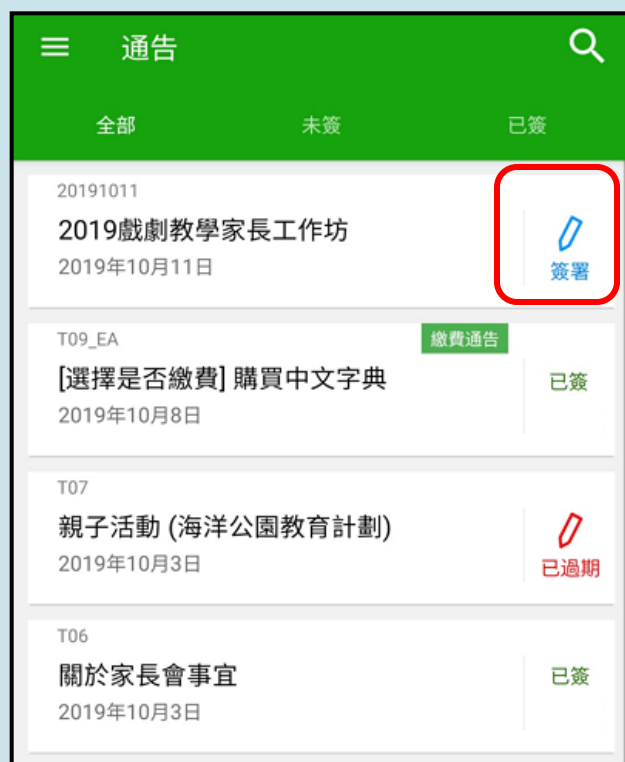 通告
全部 未簽 已簽
20191011
2019戲劇教學家長工作坊
2019年10月11日
簽署
T09_EA
繳費通告
[選擇是否繳費] 購買中文字典
2019年10月8日
已簽
T07
親子活動 (海洋公園教育計劃)
2019年10月3日
已過期
T06
關於家長會事宜
2019年10月3日
已簽